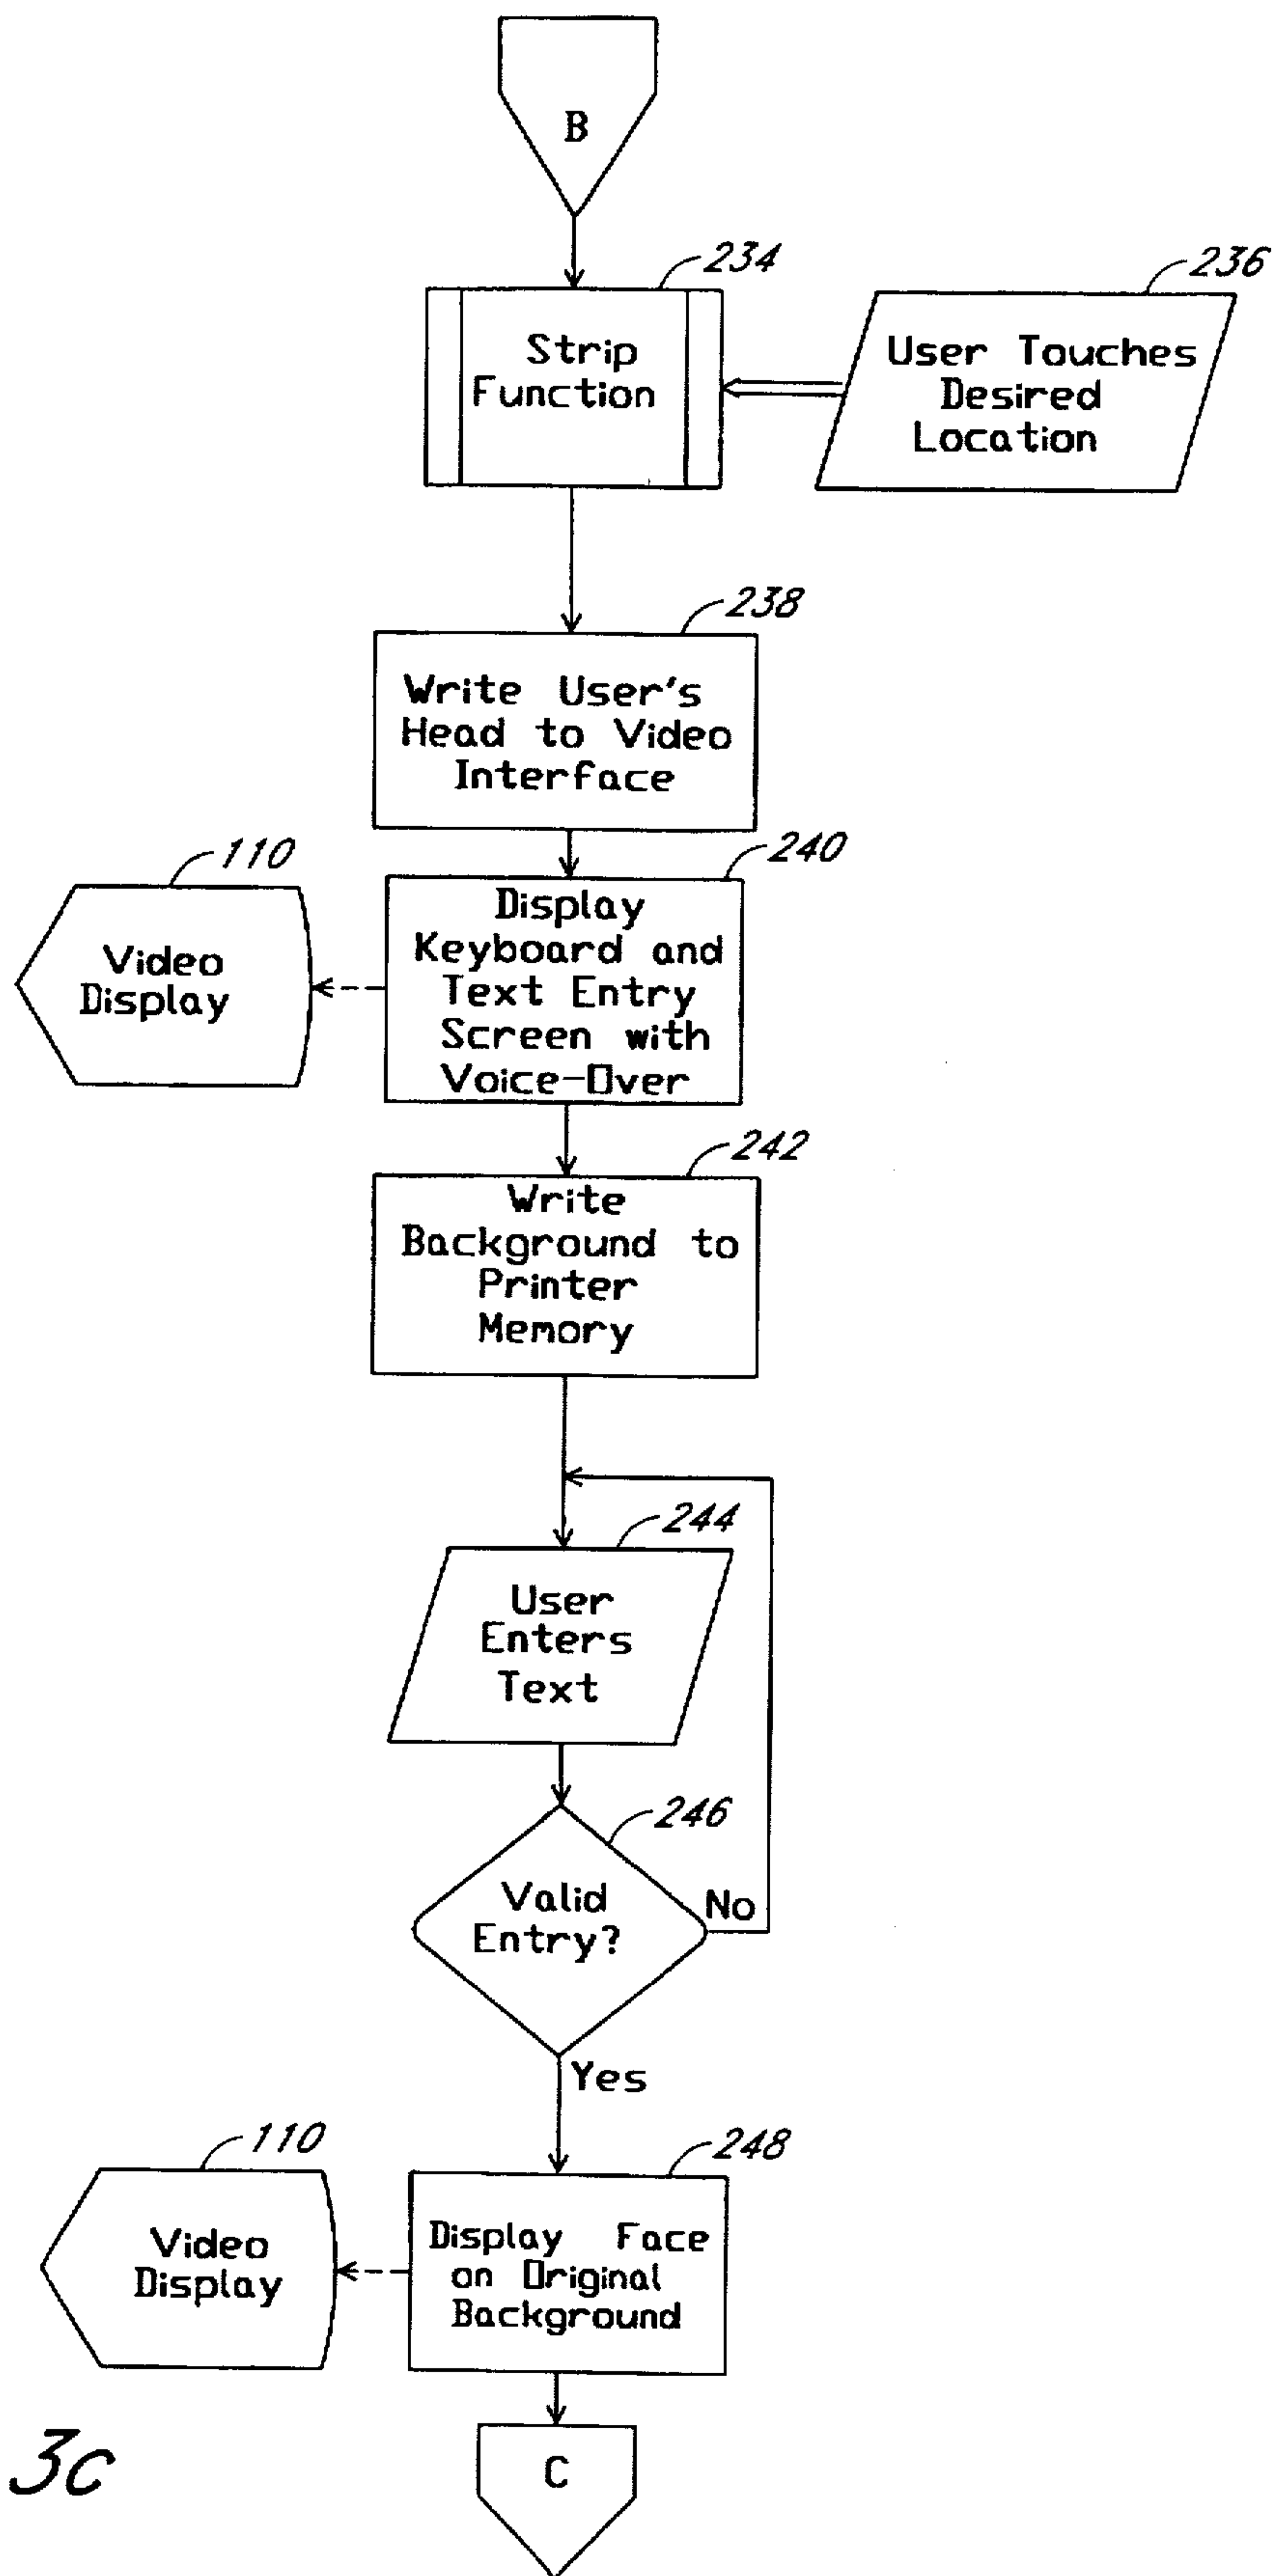 B
234
236
Strip
Function
User Touches
Desired
Location
238
Write User's
Head to Video
Interface
110
240
Video
Display
Display
Keyboard and
Text Entry
Screen with
Voice-Over
242
Write
Background to
Printer
Memory
244
User
Enters
Text
246
Valid
Entry?
No
Yes
110
248
Video
Display
Display Face
on Original
Background
3c
C